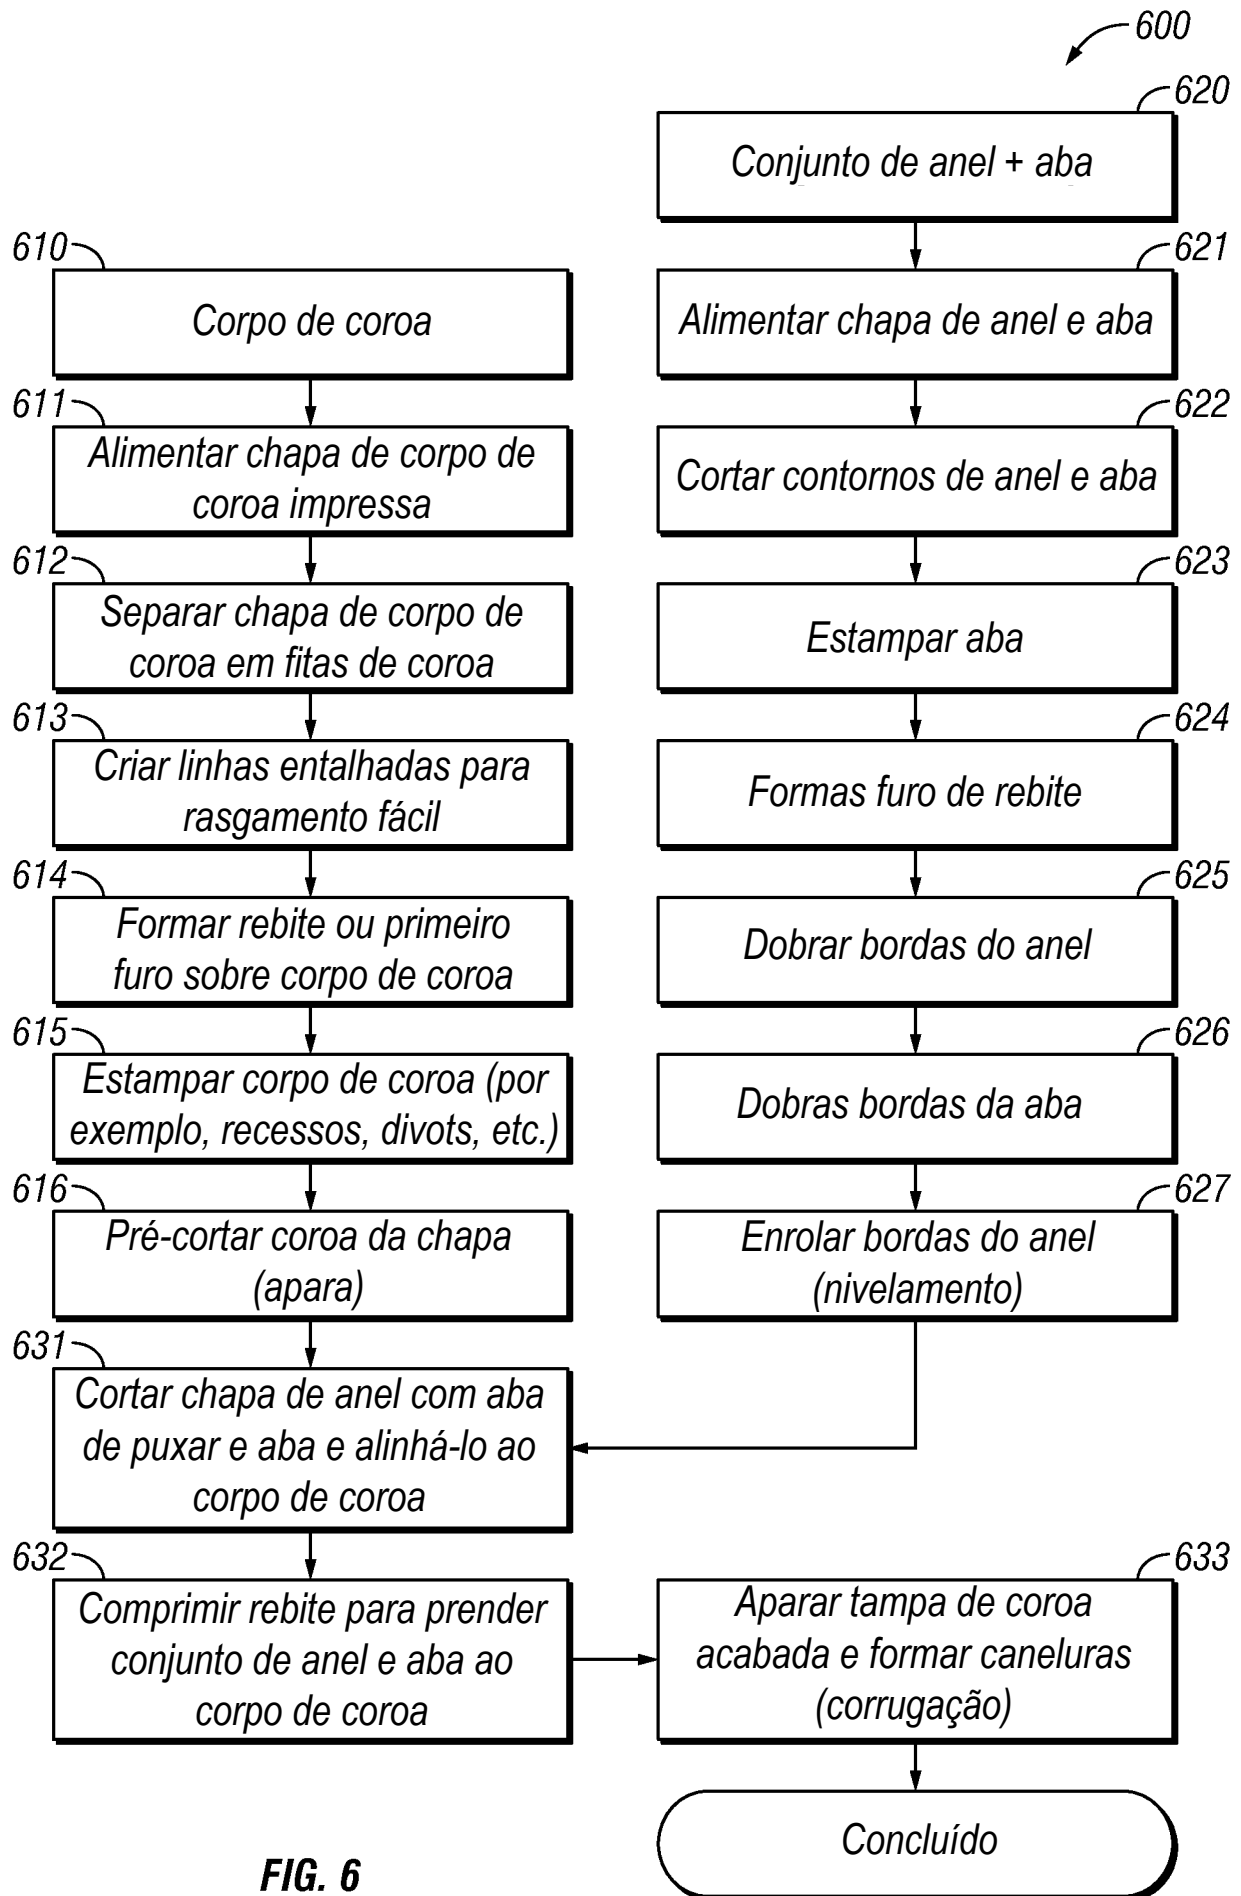 600
620
Conjunto de anel + aba
610
Corpo de coroa
621
Alimentar chapa de anel e aba
611
Alimentar chapa de corpo de
coroa impressa
622
Cortar contornos de anel e aba
612
Separar chapa de corpo de
coroa em fitas de coroa
623
Estampar aba
613
Criar linhas entalhadas para
rasgamento fácil
624
Formas furo de rebite
614
Formar rebite ou primeiro
furo sobre corpo de coroa
625
Dobrar bordas do anel
615
Estampar corpo de coroa (por
exemplo, recessos, divots, etc.)
626
Dobras bordas da aba
616
Pré-cortar coroa da chapa
(apara)
627
Enrolar bordas do anel
(nivelamento)
631
Cortar chapa de anel com aba
de puxar e aba e alinhá-lo ao
corpo de coroa
632
Comprimir rebite para prender
conjunto de anel e aba ao
corpo de coroa
633
Aparar tampa de coroa
acabada e formar caneluras
(corrugação)
Concluído
FIG. 6